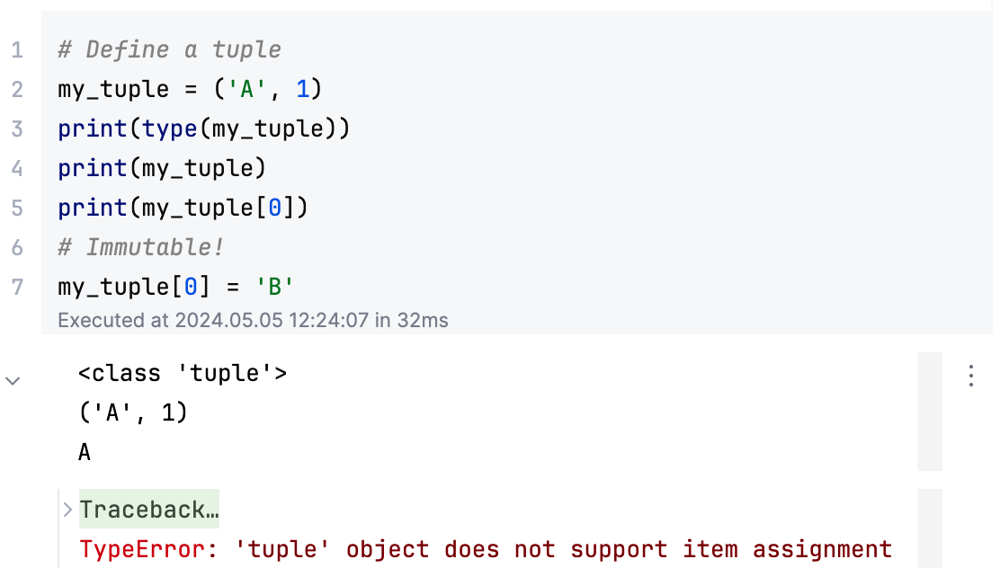 1 # Define a tuple
2 my_tuple = ('A', 1)
3 print(type(my_tuple))
4 print(my_tuple)
5 print(my_tuple[0])
6 # Immutable!
7 my_tuple[0] = 'B'
Executed at 2024.05.05 12:24:07 in 32ms
<class 'tuple'>
('A', 1)
A
Traceback…
TypeError: 'tuple' object does not support item assignment